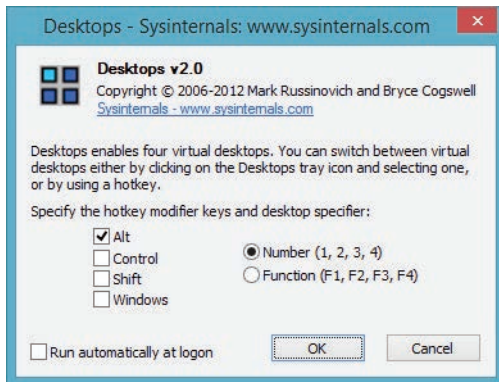 Desktops - Sysinternals: www.sysinternals.com
Desktops v2.0
Copyright © 2006-2012 Mark Russinovich and Bryce Cogswell
Sysinternals - www.sysinternals.com
Desktops enables four virtual desktops. You can switch between virtual
desktops either by clicking on the Desktops tray icon and selecting one,
or by using a hotkey.
Specify the hotkey modifier keys and desktop specifier:
Alt
Control
Shift
Windows
Number (1, 2, 3, 4)
Function (F1, F2, F3, F4)
Run automatically at logon
OK
Cancel